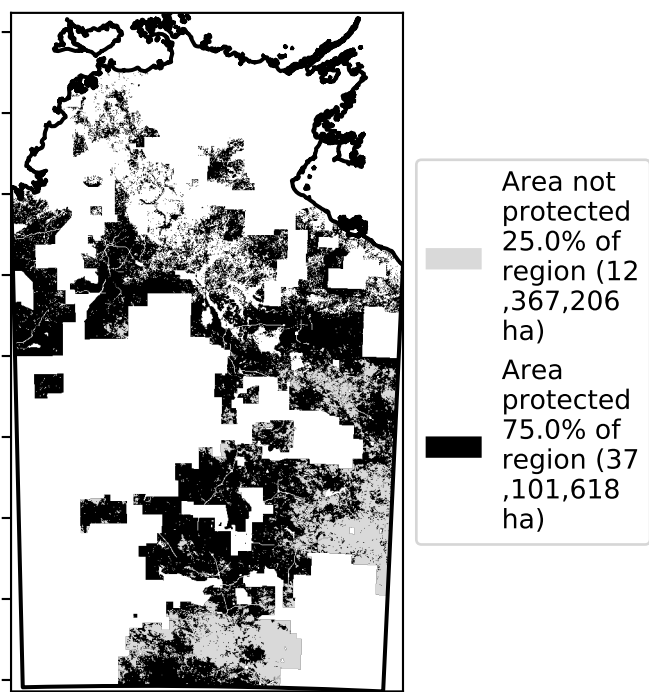 Area not
protected
25.0% of
region (12
,367,206
ha)
Area
protected
75.0% of
region (37
,101,618
ha)